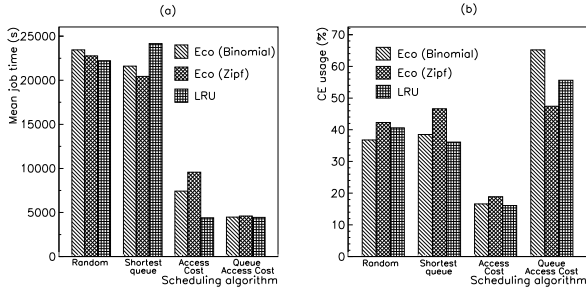 (a)
Mean job time (s)
25000
20000
15000
10000
5000
0
Eco (Binomial)
Eco (Zipf)
LRU
Random
Shortest
queue
Access
Cost
Queue
Access Cost
Scheduling algorithm
(b)
CE usage (%)
70
60
50
40
30
20
10
0
Eco (Binomial)
Eco (Zipf)
LRU
Random
Shortest
queue
Access
Cost
Queue
Access Cost
Scheduling algorithm